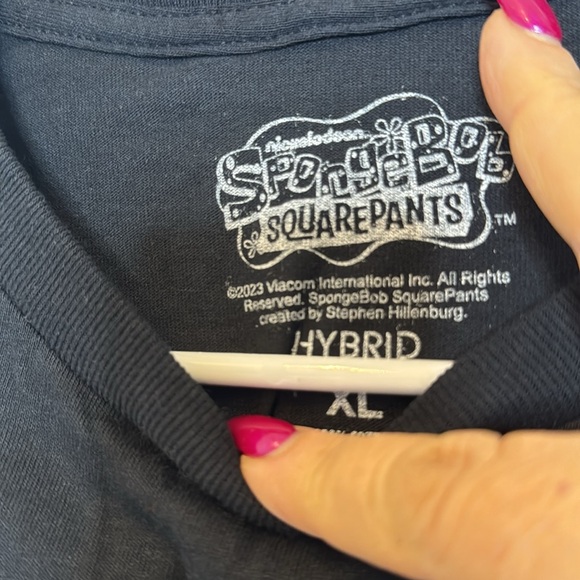 nickelodeon
SPONGEBOB
SQUAREPANTS TM
©2023 Viacom International Inc. All Rights
Reserved. SpongeBob SquarePants
created by Stephen Hillenburg.
HYBRID
XL